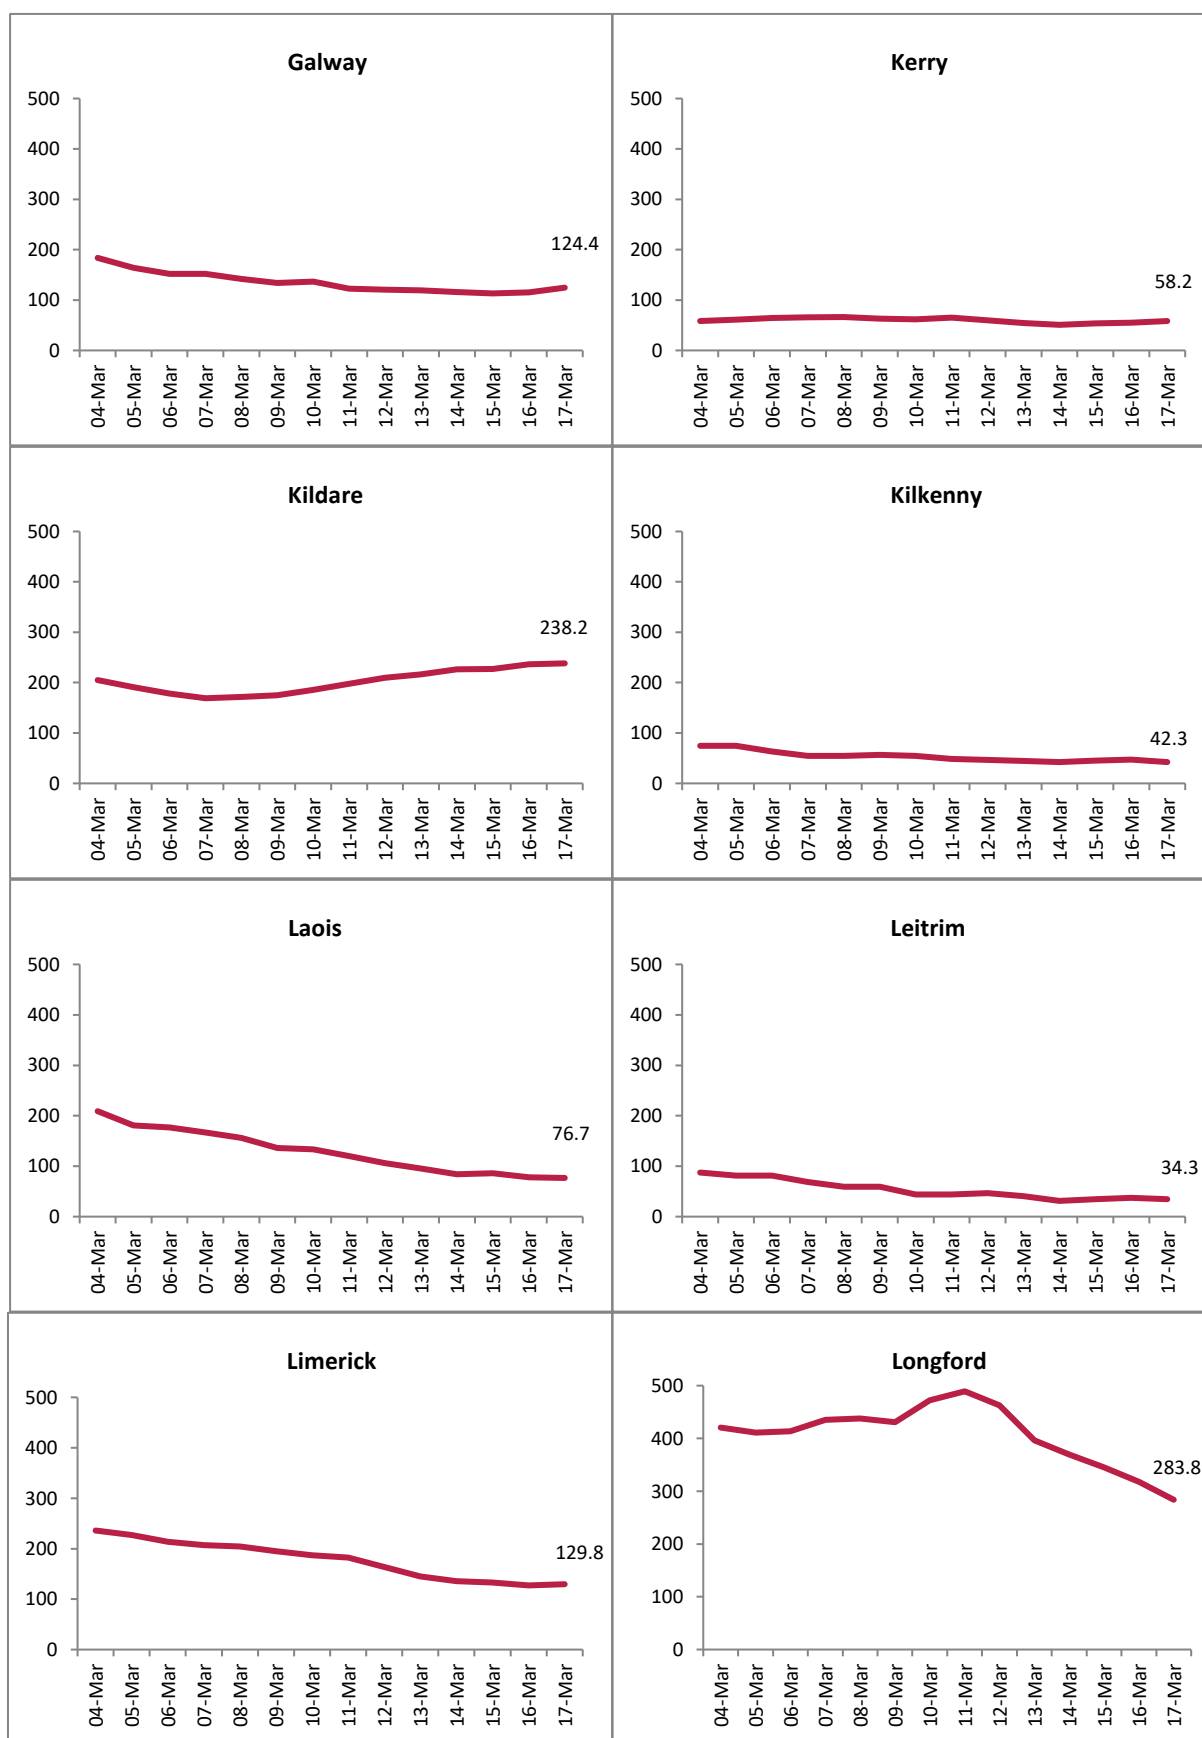 Galway
500
400
300
200
100
0
124.4
04-Mar
05-Mar
06-Mar
07-Mar
08-Mar
09-Mar
10-Mar
11-Mar
12-Mar
13-Mar
14-Mar
15-Mar
16-Mar
17-Mar
Kerry
500
400
300
200
100
0
58.2
04-Mar
05-Mar
06-Mar
07-Mar
08-Mar
09-Mar
10-Mar
11-Mar
12-Mar
13-Mar
14-Mar
15-Mar
16-Mar
17-Mar
Kildare
500
400
300
200
100
0
238.2
04-Mar
05-Mar
06-Mar
07-Mar
08-Mar
09-Mar
10-Mar
11-Mar
12-Mar
13-Mar
14-Mar
15-Mar
16-Mar
17-Mar
Kilkenny
500
400
300
200
100
0
42.3
04-Mar
05-Mar
06-Mar
07-Mar
08-Mar
09-Mar
10-Mar
11-Mar
12-Mar
13-Mar
14-Mar
15-Mar
16-Mar
17-Mar
Laois
500
400
300
200
100
0
76.7
04-Mar
05-Mar
06-Mar
07-Mar
08-Mar
09-Mar
10-Mar
11-Mar
12-Mar
13-Mar
14-Mar
15-Mar
16-Mar
17-Mar
Leitrim
500
400
300
200
100
0
34.3
04-Mar
05-Mar
06-Mar
07-Mar
08-Mar
09-Mar
10-Mar
11-Mar
12-Mar
13-Mar
14-Mar
15-Mar
16-Mar
17-Mar
Limerick
500
400
300
200
100
0
129.8
04-Mar
05-Mar
06-Mar
07-Mar
08-Mar
09-Mar
10-Mar
11-Mar
12-Mar
13-Mar
14-Mar
15-Mar
16-Mar
17-Mar
Longford
500
400
300
200
100
0
283.8
04-Mar
05-Mar
06-Mar
07-Mar
08-Mar
09-Mar
10-Mar
11-Mar
12-Mar
13-Mar
14-Mar
15-Mar
16-Mar
17-Mar